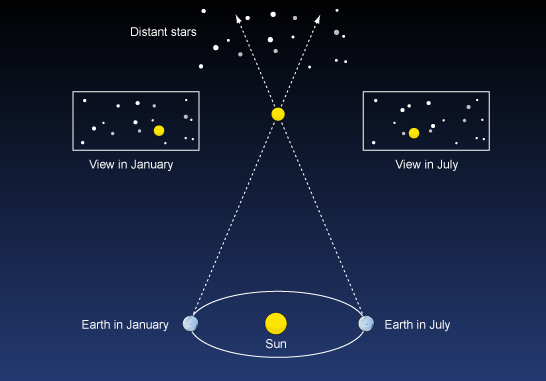 Distant stars
View in January
View in July
Earth in January
Earth in July
Sun